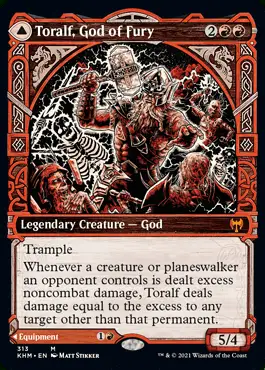 Toralf, God of Fury 2
Legendary Creature — God
Trample
Whenever a creature or planeswalker
an opponent controls is dealt excess
noncombat damage, Toralf deals
damage equal to the excess to any
target other than that permanent.
Equipment
5/4
313 M
KHM • EN MATT STIKKER
™ & © 2021 Wizards of the Coast